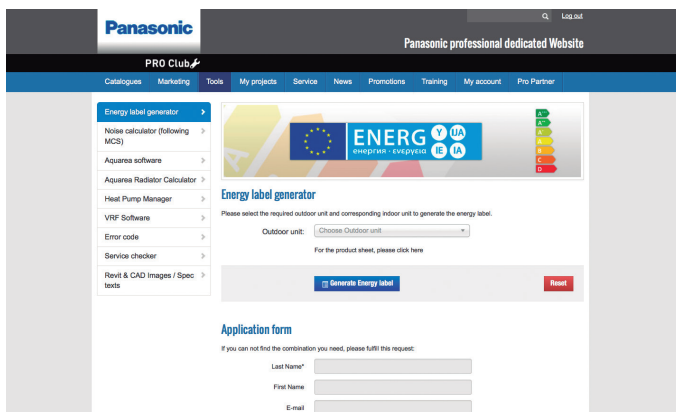 Log out
Panasonic
Panasonic professional dedicated Website
PRO Club
Catalogues Marketing Tools My projects Service News Promotions Training My account Pro Partner
Energy label generator
Noise calculator (following
MCS)
Aquarea software
Aquarea Radiator Calculator
Heat Pump Manager
VRF Software
Error code
Service checker
Revit & CAD Images / Spec
texts
ENERG Y UA
енергия · ενεργεια IE IA
A
B
C
D
Energy label generator
Please select the required outdoor unit and corresponding indoor unit to generate the energy label.
Outdoor unit: Choose Outdoor unit
For the product sheet, please click here
Generate Energy label Reset
Application form
If you can not find the combination you need, please fulfill this request:
Last Name*
First Name
E-mail